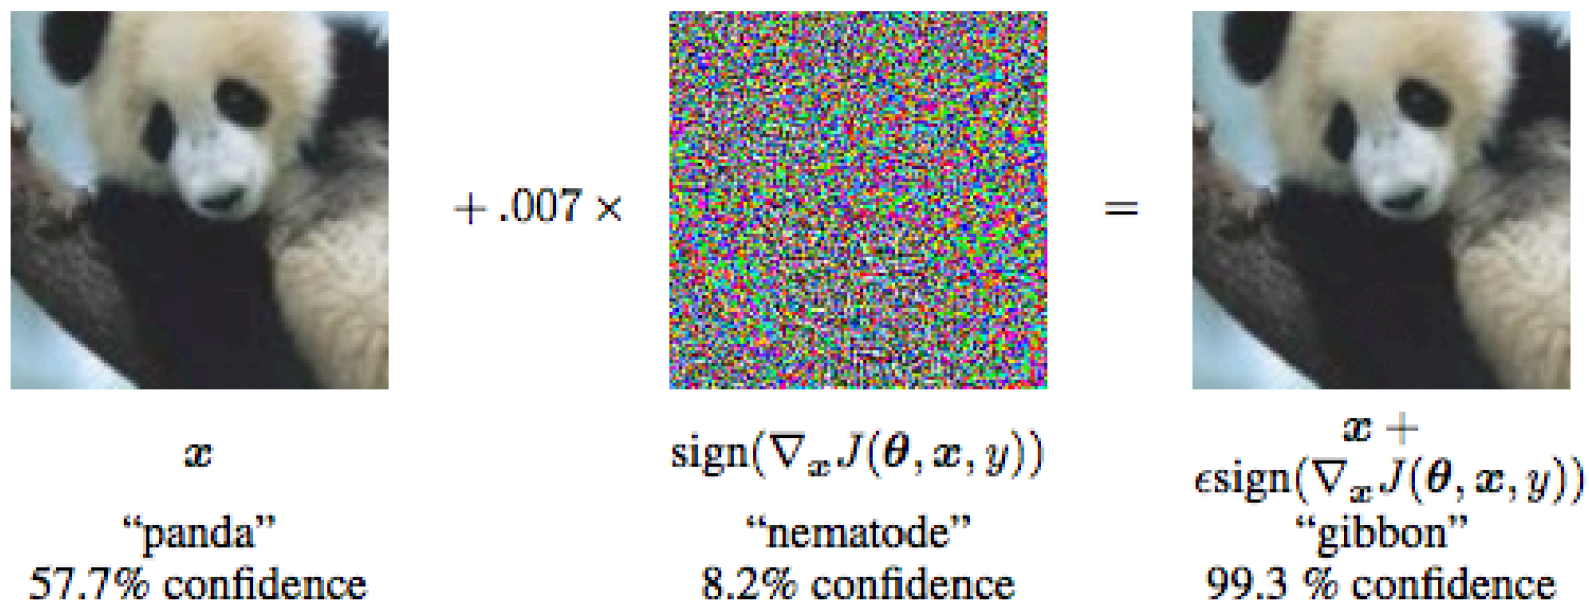 + .007 ×
=
x
sign(∇ₓJ(θ, x, y))
x +
ϵsign(∇ₓJ(θ, x, y))
“panda”
“nematode”
“gibbon”
57.7% confidence
8.2% confidence
99.3 % confidence